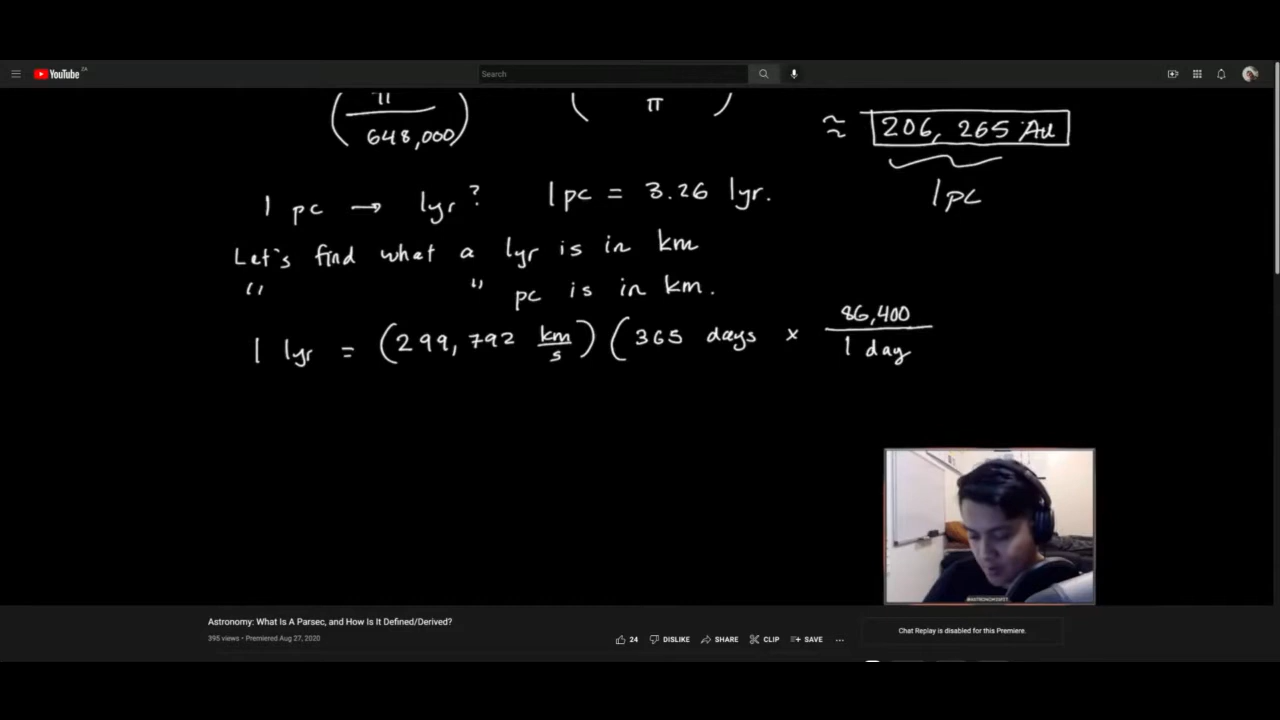 YouTube ZA
Search
π
648,000
π
≈ 206, 265 Au
1 pc
1 pc → lyr? 1pc = 3.26 lyr.
Let's find what a lyr is in km
" " pc is in km.
1 lyr = (299,792 km/s) (365 days x 86,400 / 1 day
Astronomy: What Is A Parsec, and How Is It Defined/Derived?
395 views • Premiered Aug 27, 2020
24 DISLIKE SHARE CLIP SAVE ...
Chat Replay is disabled for this Premiere.